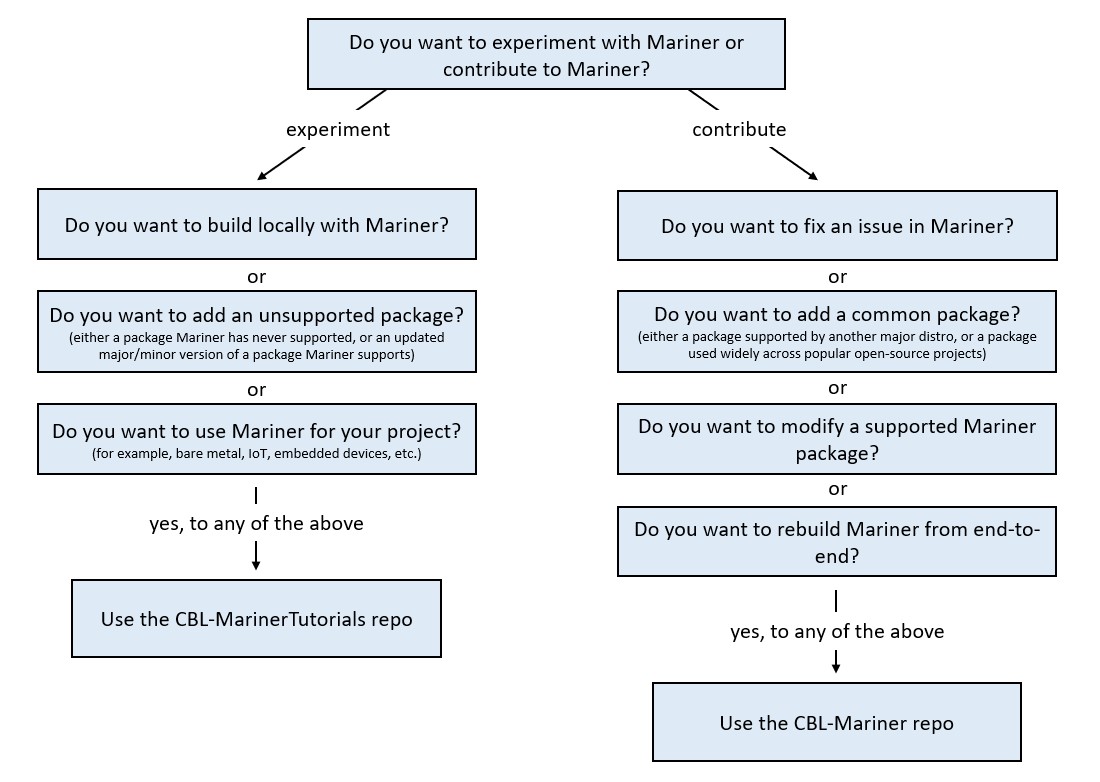 Do you want to experiment with Mariner or
contribute to Mariner?
experiment
contribute
Do you want to build locally with Mariner?
or
Do you want to add an unsupported package?
(either a package Mariner has never supported, or an updated
major/minor version of a package Mariner supports)
or
Do you want to use Mariner for your project?
(for example, bare metal, IoT, embedded devices, etc.)
yes, to any of the above
Use the CBL-MarinerTutorials repo
Do you want to fix an issue in Mariner?
or
Do you want to add a common package?
(either a package supported by another major distro, or a package
used widely across popular open-source projects)
or
Do you want to modify a supported Mariner
package?
or
Do you want to rebuild Mariner from end-to-
end?
yes, to any of the above
Use the CBL-Mariner repo